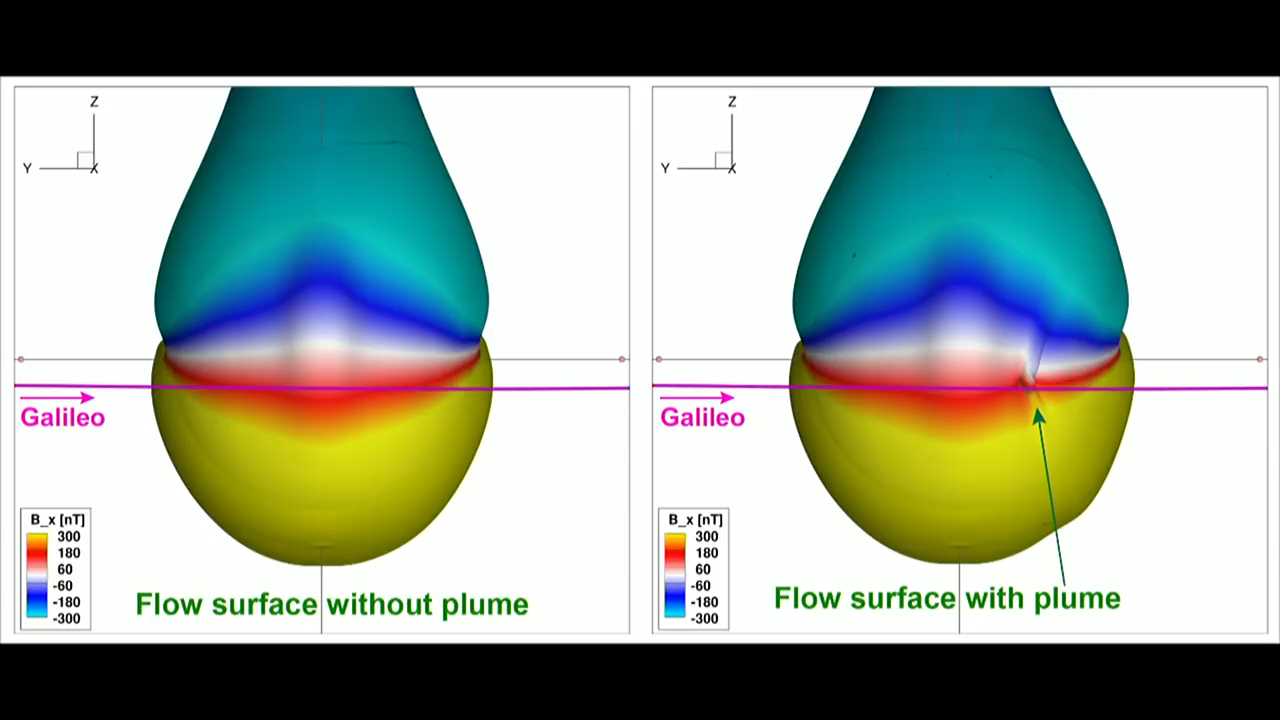 Z
Y
X
Galileo
B_x [nT]
300
180
60
-60
-180
-300
Flow surface without plume
Z
Y
X
Galileo
B_x [nT]
300
180
60
-60
-180
-300
Flow surface with plume